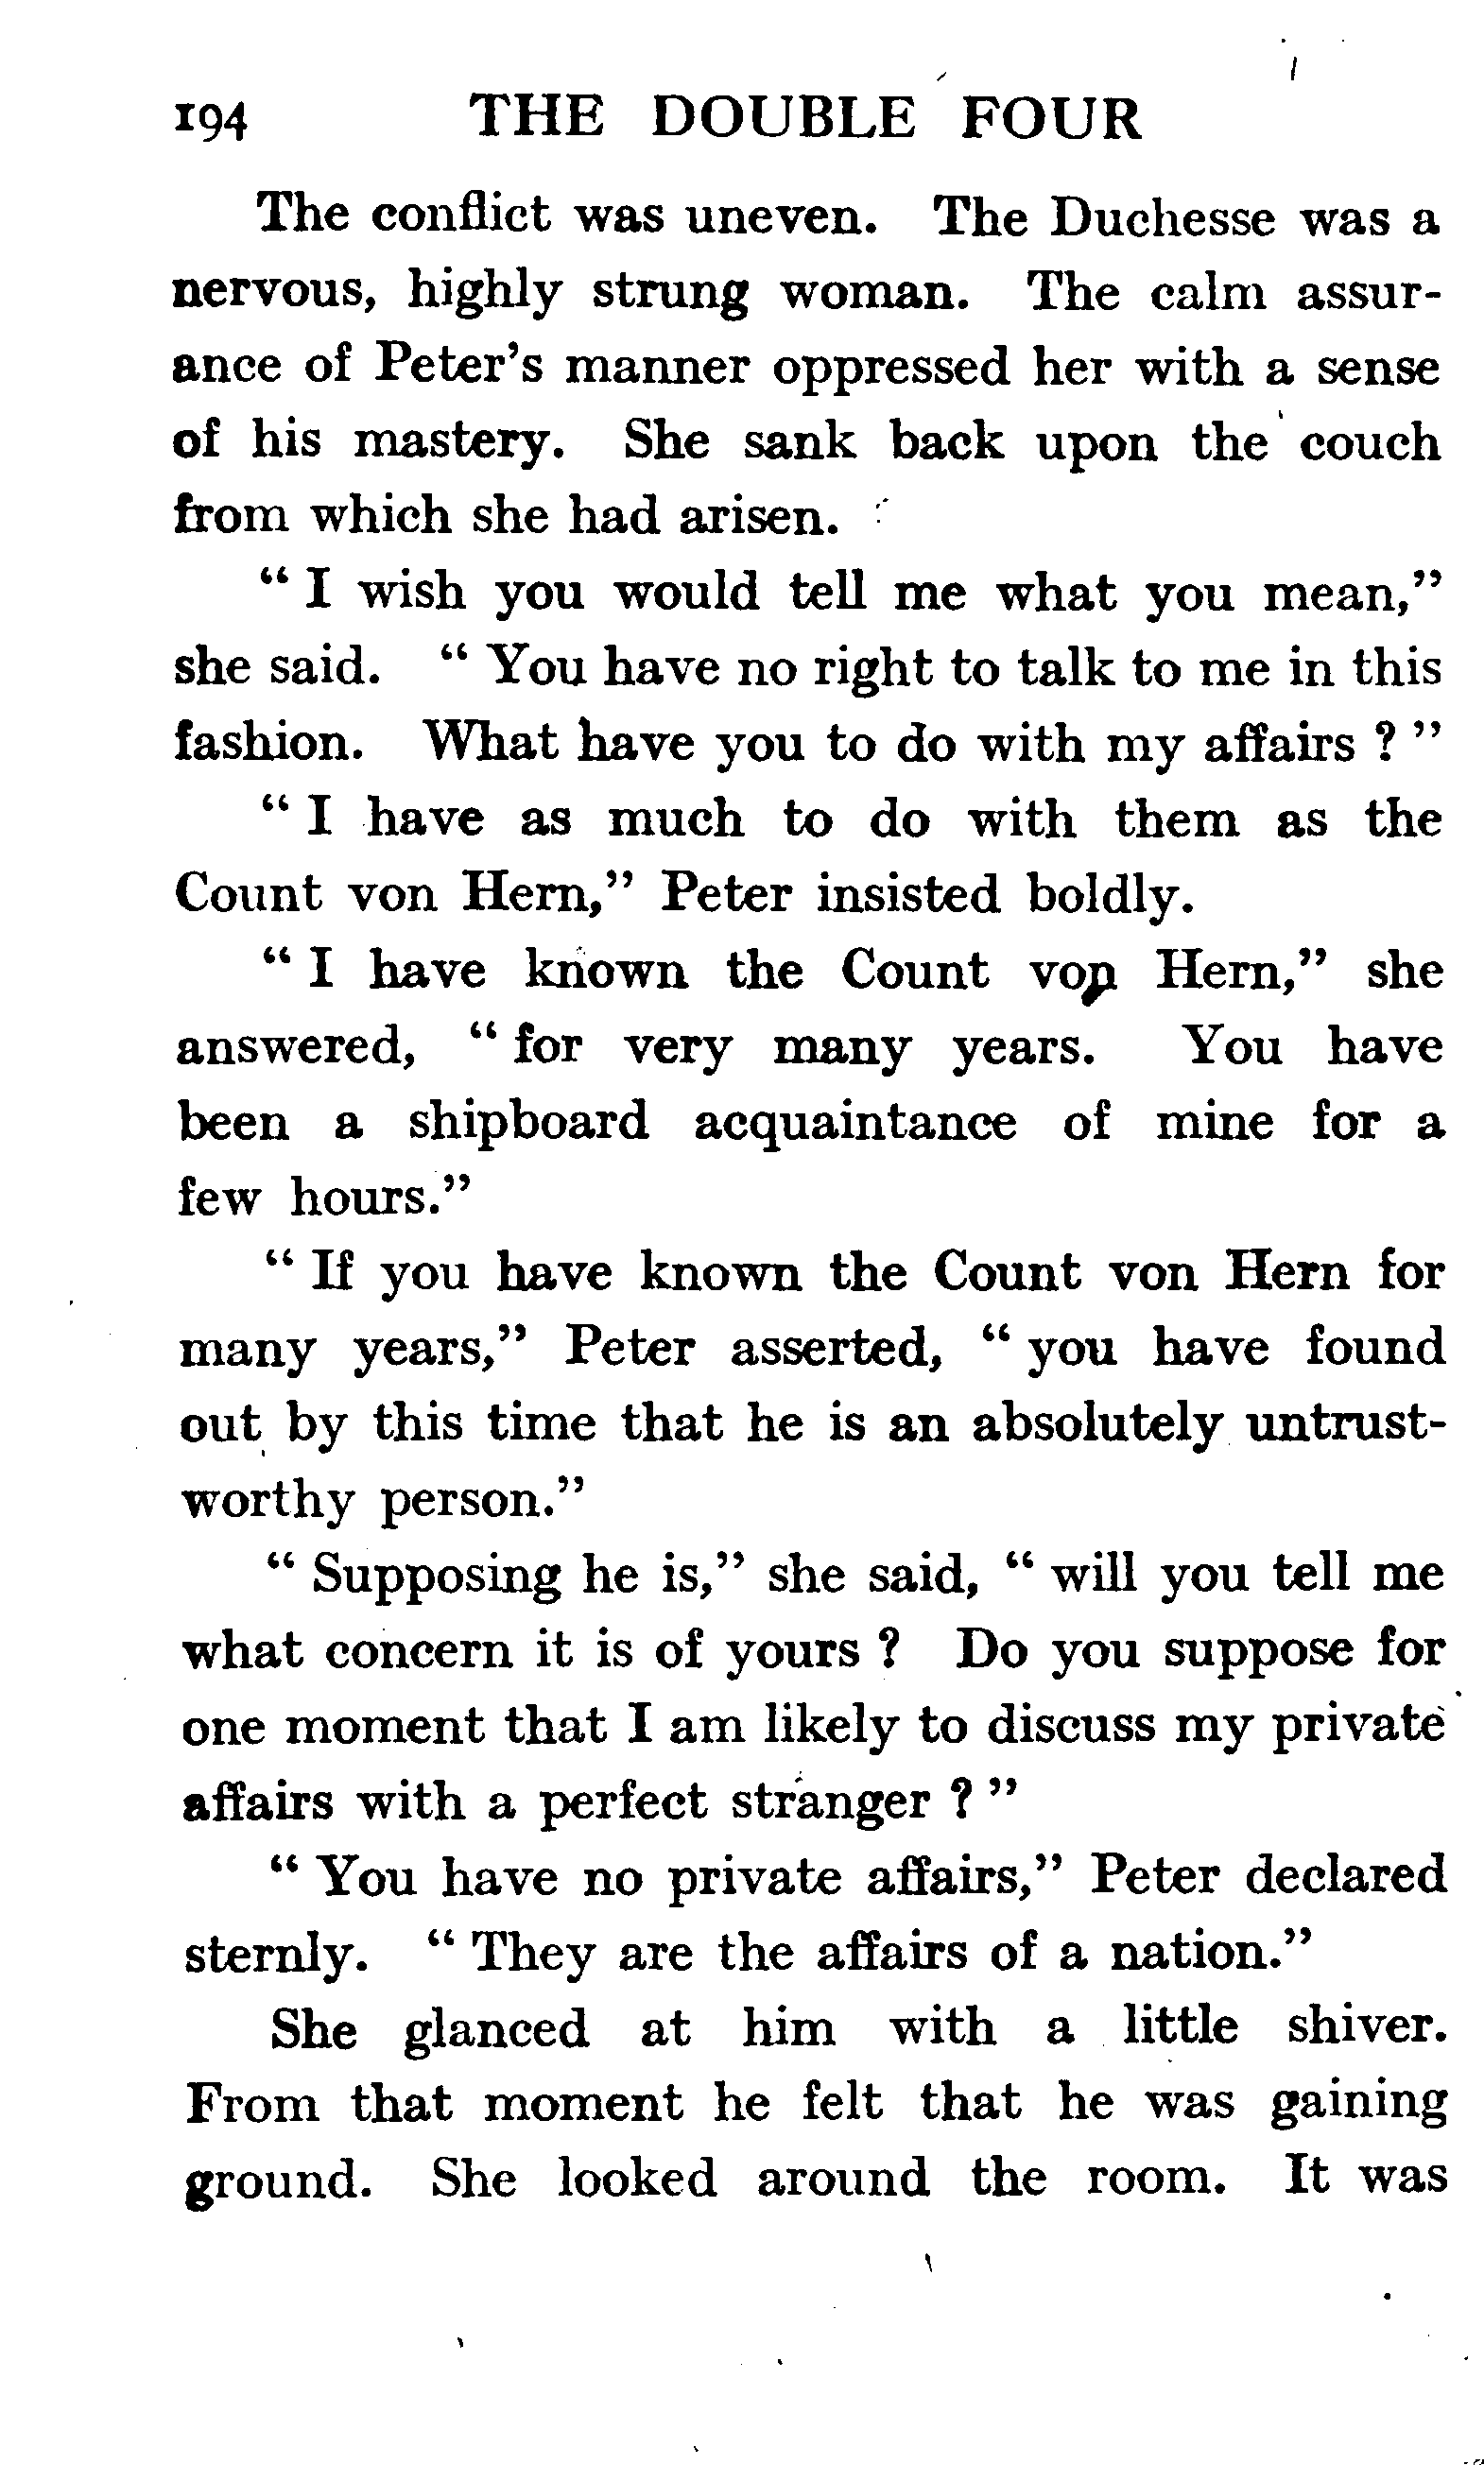 194 THE DOUBLE FOUR
The conflict was uneven. The Duchesse was a
nervous, highly strung woman. The calm assur-
ance of Peter's manner oppressed her with a sense
of his mastery. She sank back upon the couch
from which she had arisen.
" I wish you would tell me what you mean,"
she said. " You have no right to talk to me in this
fashion. What have you to do with my affairs ? "
" I have as much to do with them as the
Count von Hern," Peter insisted boldly.
" I have known the Count von Hern," she
answered, " for very many years. You have
been a shipboard acquaintance of mine for a
few hours."
" If you have known the Count von Hern for
many years," Peter asserted, " you have found
out by this time that he is an absolutely untrust-
worthy person."
" Supposing he is," she said, " will you tell me
what concern it is of yours ? Do you suppose for
one moment that I am likely to discuss my private
affairs with a perfect stranger ? "
" You have no private affairs," Peter declared
sternly. " They are the affairs of a nation."
She glanced at him with a little shiver.
From that moment he felt that he was gaining
ground. She looked around the room. It was